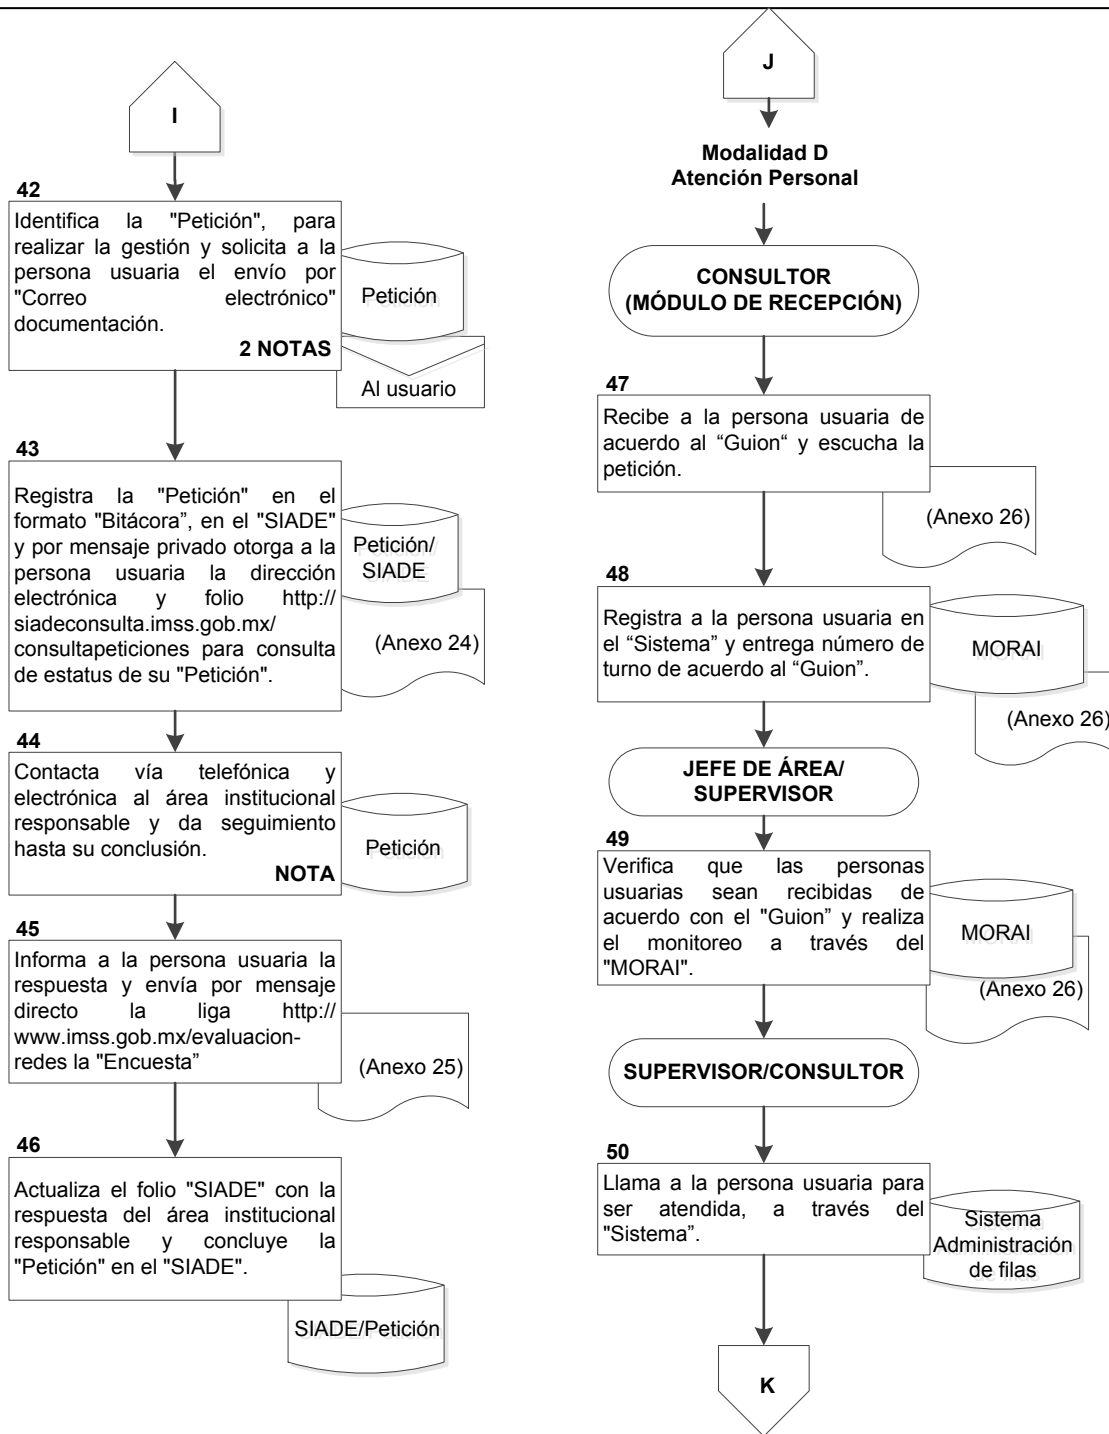 I
42
Identifica la "Petición", para
realizar la gestión y solicita a la
persona usuaria el envío por
"Correo electrónico"
documentación.
2 NOTAS
Petición
Al usuario
43
Registra la "Petición" en el
formato "Bitácora”, en el "SIADE"
y por mensaje privado otorga a la
persona usuaria la dirección
electrónica y folio http://
siadeconsulta.imss.gob.mx/
consultapeticiones para consulta
de estatus de su "Petición".
Petición/
SIADE
(Anexo 24)
44
Contacta vía telefónica y
electrónica al área institucional
responsable y da seguimiento
hasta su conclusión.
NOTA
Petición
45
Informa a la persona usuaria la
respuesta y envía por mensaje
directo la liga http://
www.imss.gob.mx/evaluacion-
redes la "Encuesta”
(Anexo 25)
46
Actualiza el folio "SIADE" con la
respuesta del área institucional
responsable y concluye la
"Petición" en el "SIADE".
SIADE/Petición
J
Modalidad D
Atención Personal
CONSULTOR
(MÓDULO DE RECEPCIÓN)
47
Recibe a la persona usuaria de
acuerdo al “Guion“ y escucha la
petición.
(Anexo 26)
48
Registra a la persona usuaria en
el “Sistema” y entrega número de
turno de acuerdo al “Guion”.
MORAI
(Anexo 26)
JEFE DE ÁREA/
SUPERVISOR
49
Verifica que las personas
usuarias sean recibidas de
acuerdo con el "Guion” y realiza
el monitoreo a través del
"MORAI".
MORAI
(Anexo 26)
SUPERVISOR/CONSULTOR
50
Llama a la persona usuaria para
ser atendida, a través del
"Sistema”.
Sistema
Administración
de filas
K